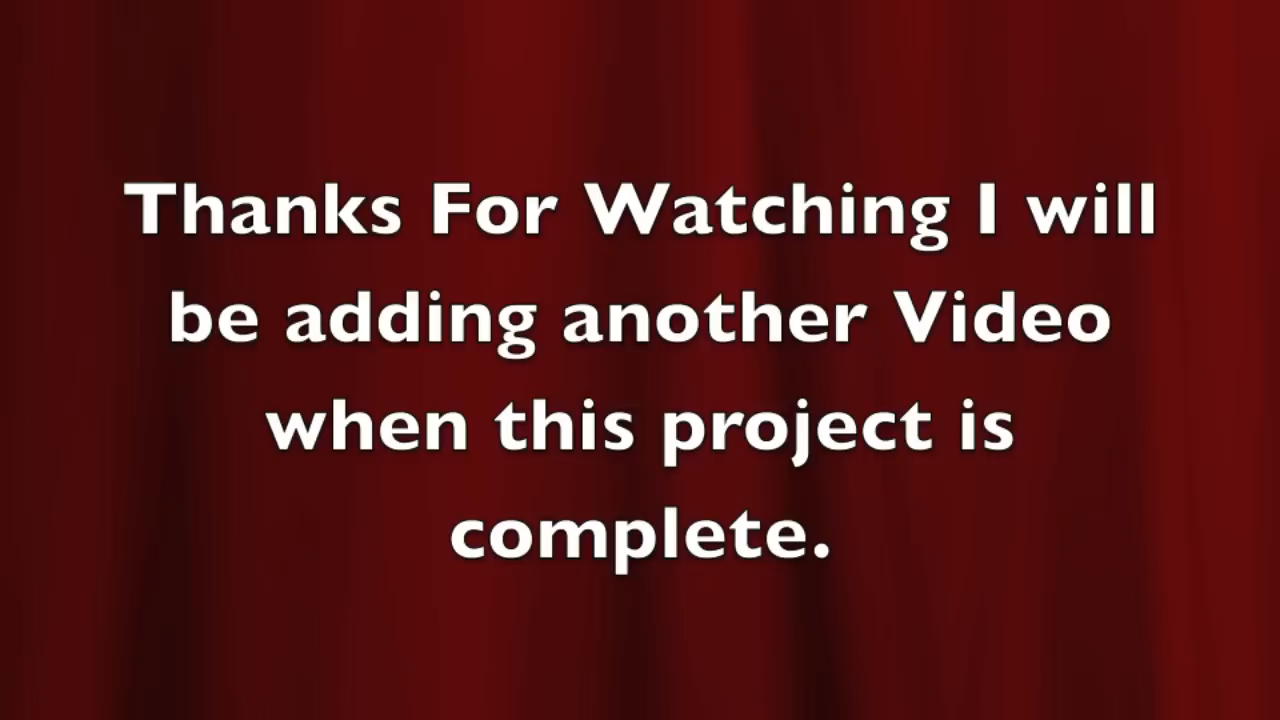 Thanks For Watching I will
be adding another Video
when this project is
complete.